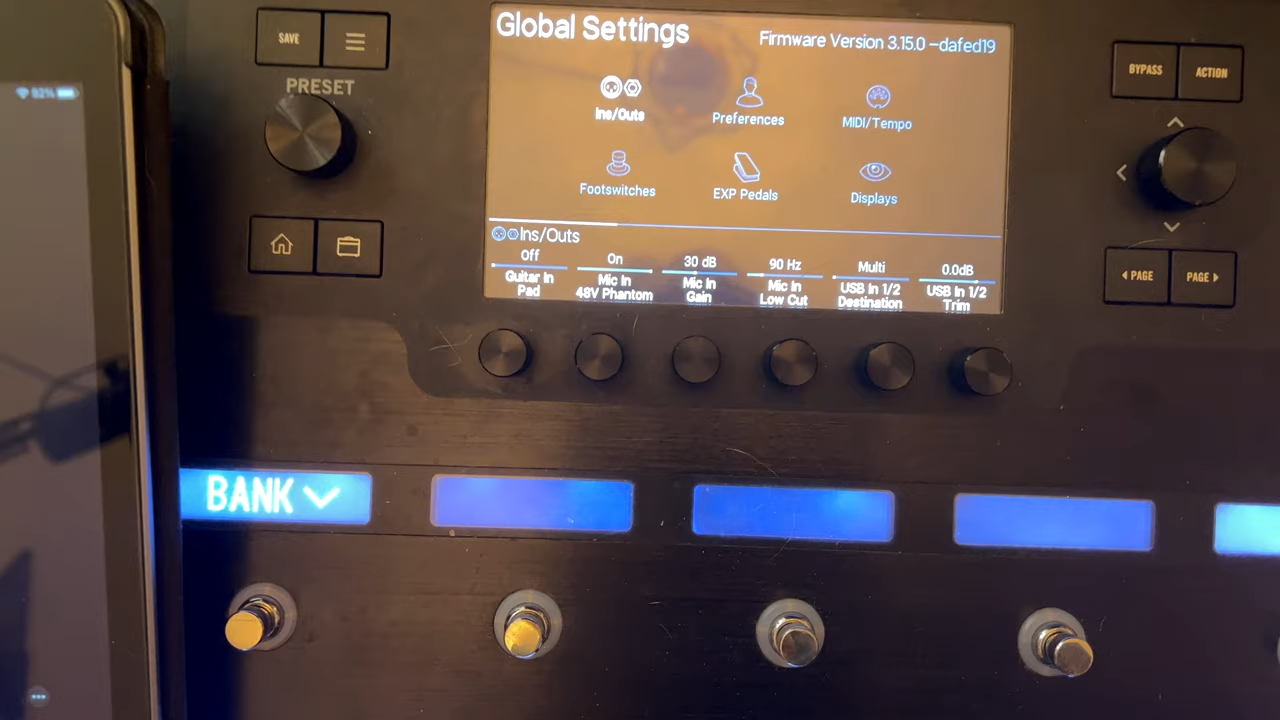 92%
SAVE
PRESET
Global Settings
Firmware Version 3.15.0 -dafed19
Ins/Outs
Preferences
MIDI/Tempo
Footswitches
EXP Pedals
Displays
Ins/Outs
Off
On
30 dB
90 Hz
Multi
0.0dB
Guitar In
Pad
Mic In
48V Phantom
Mic In
Gain
Mic In
Low Cut
USB In 1/2
Destination
USB In 1/2
Trim
BYPASS
ACTION
PAGE
PAGE
BANK